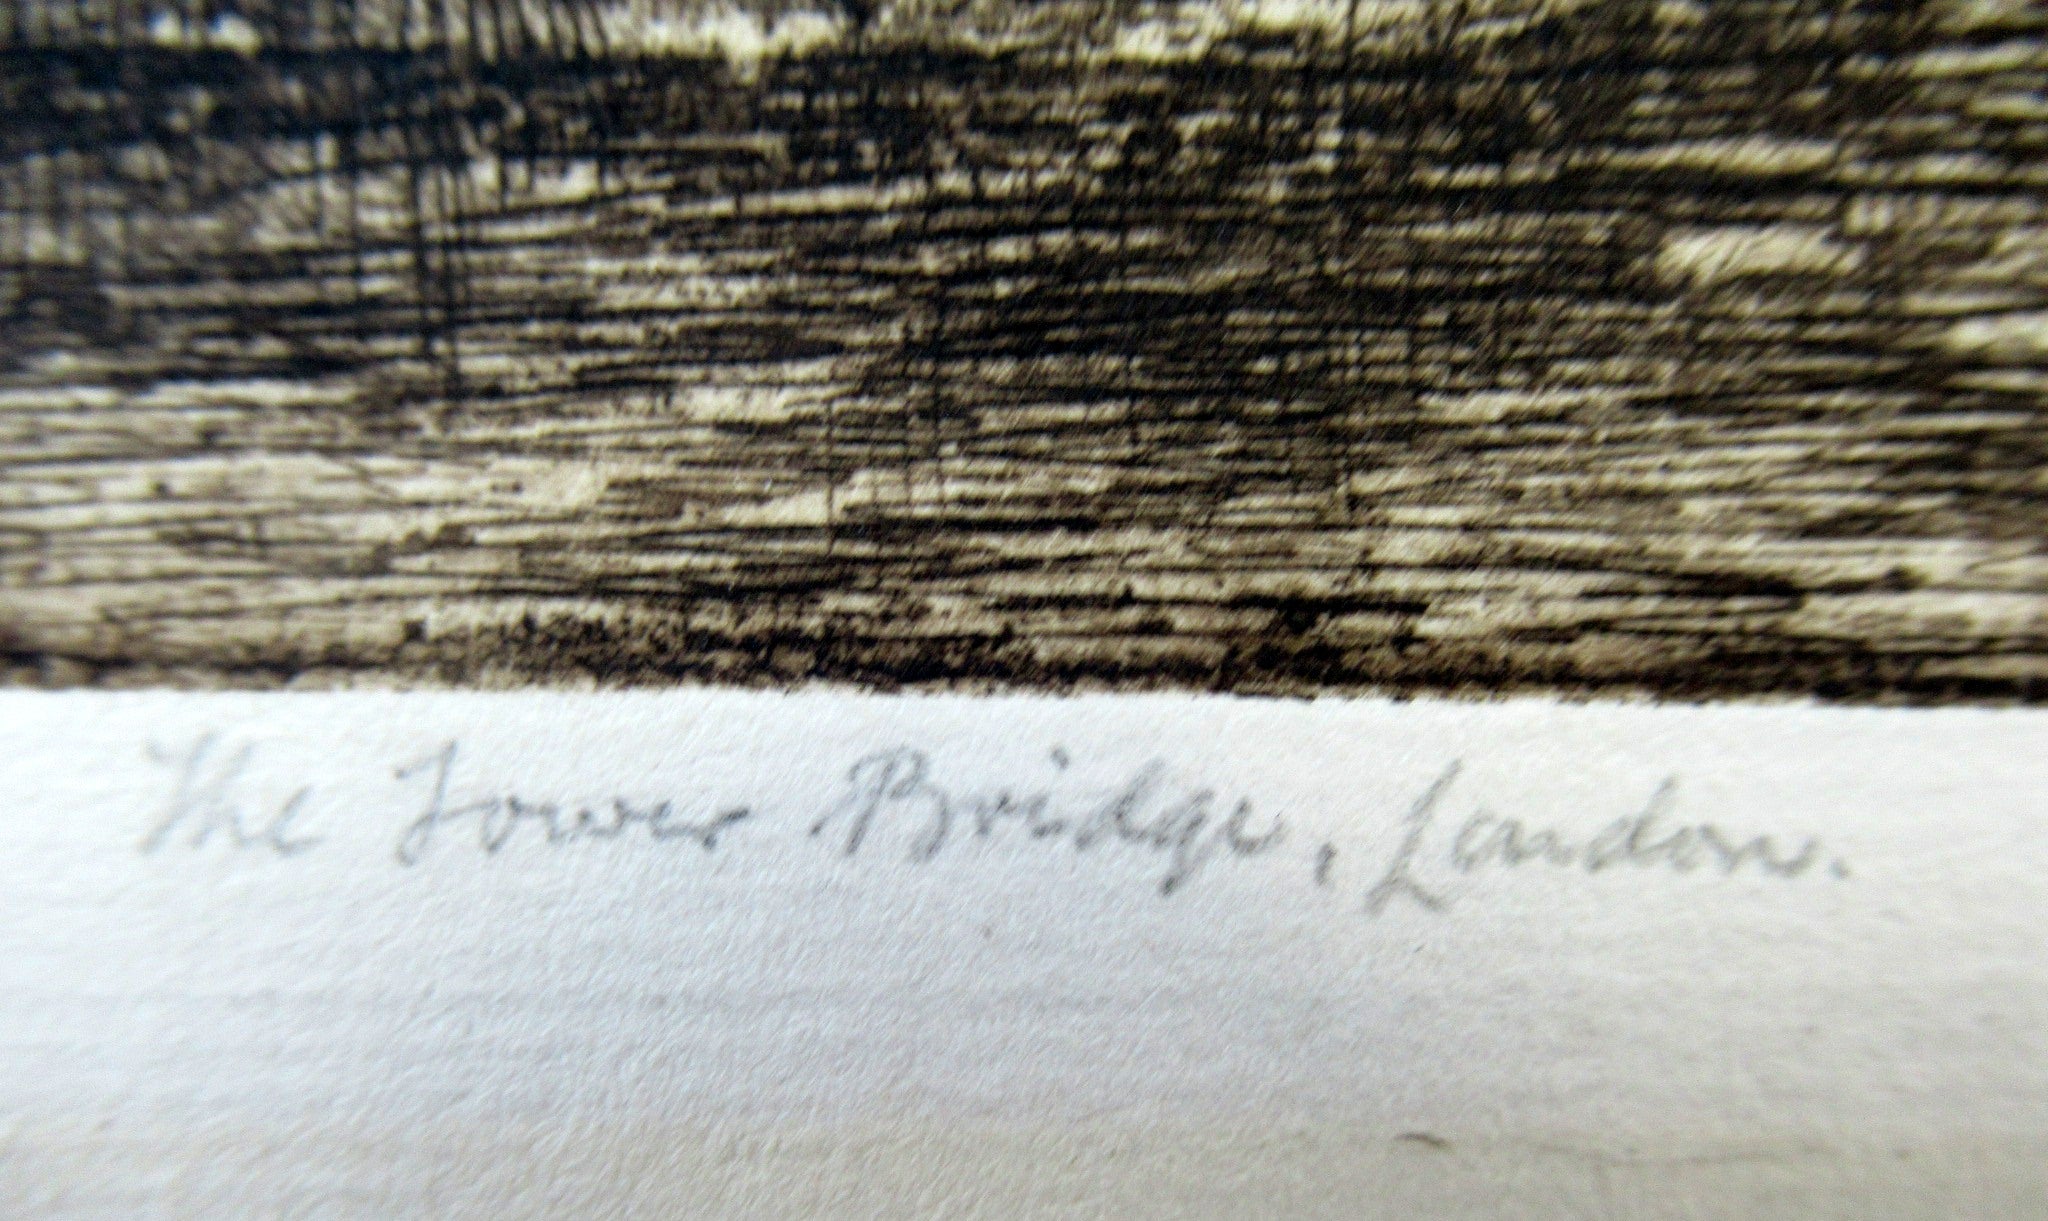 The Tower Bridge, London.